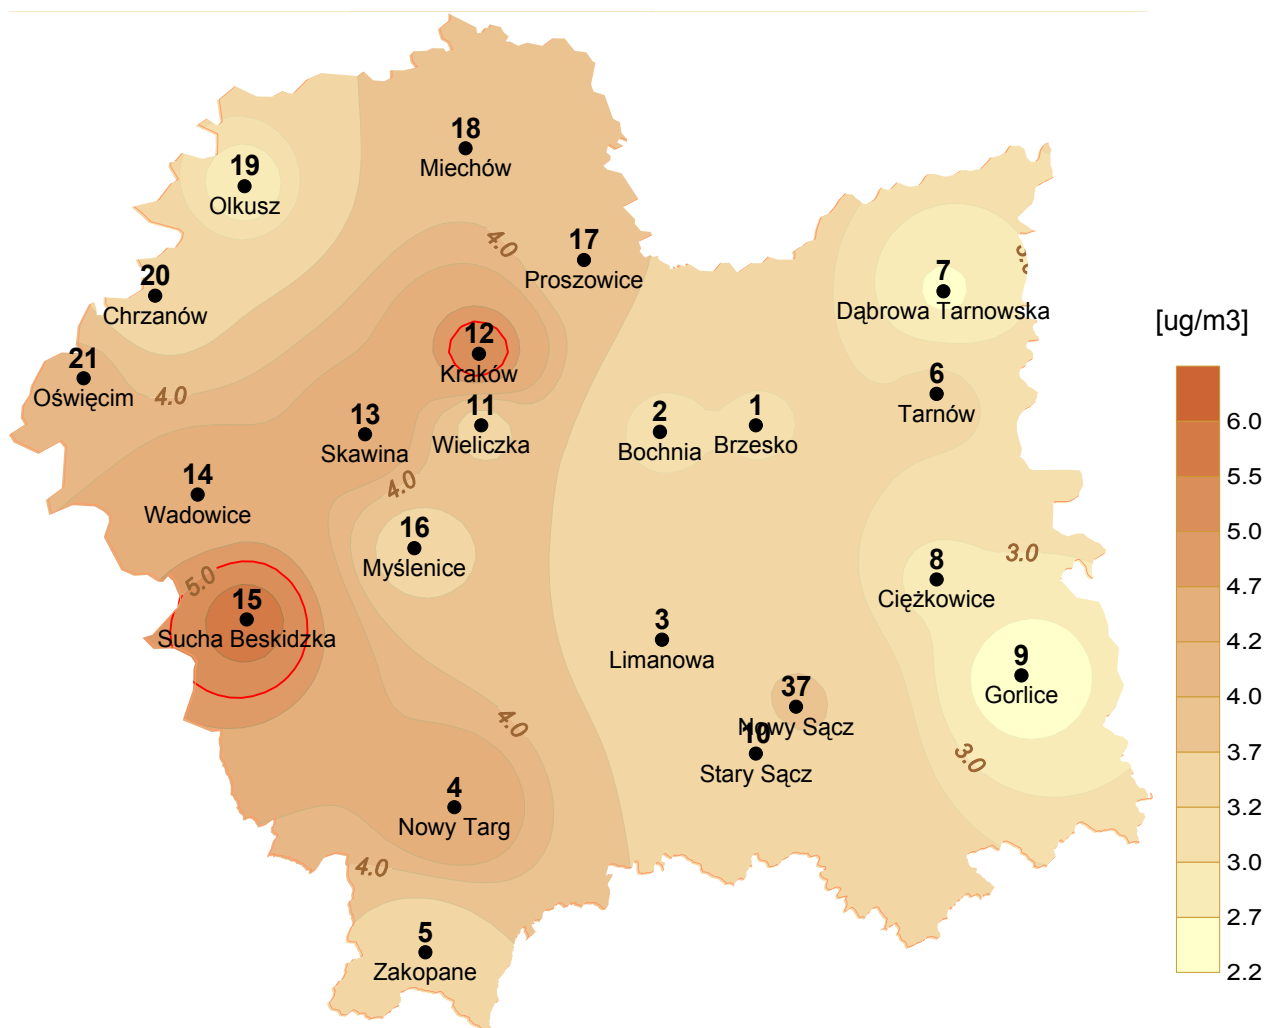 18
Miechów
19
Olkusz
4.0
17
Proszowice
20
Chrzanów
3.0
7
Dąbrowa Tarnowska
[ug/m3]
12
Kraków
21
Oświęcim
4.0
6
Tarnów
13
Skawina
11
Wieliczka
2
Bochnia
1
Brzesko
6.0
5.5
5.0
4.7
4.2
4.0
3.7
3.2
3.0
2.7
2.2
14
Wadowice
4.0
16
Myślenice
3.0
8
Ciężkowice
5.0
15
Sucha Beskidzka
3
Limanowa
9
Gorlice
37
Nowy Sącz
10
Stary Sącz
4.0
3.0
4
Nowy Targ
4.0
5
Zakopane